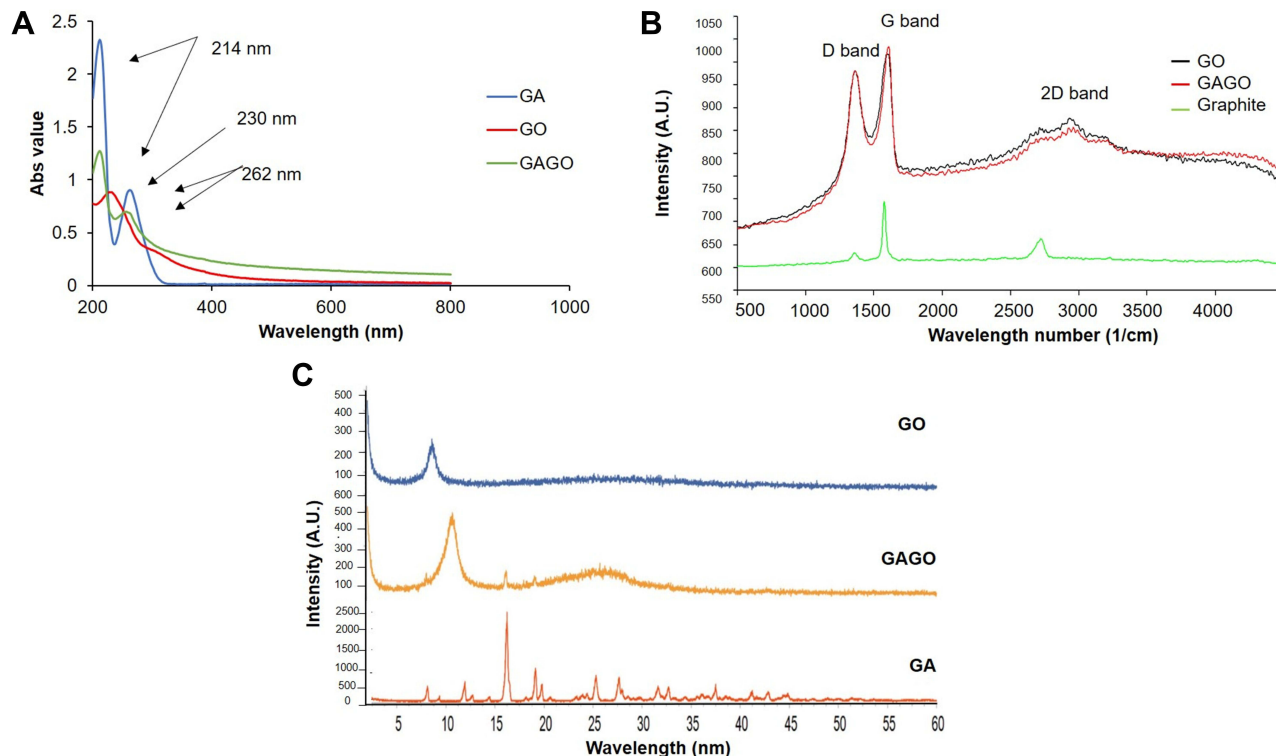 A
2.5
2
1.5
1
0.5
0
Abs value
200
400
600
800
1000
Wavelength (nm)
214 nm
230 nm
262 nm
GA
GO
GAGO
B
1050
1000
950
900
850
800
750
700
650
600
550
Intensity (A.U.)
500
1000
1500
2000
2500
3000
3500
4000
Wavelength number (1/cm)
D band
G band
2D band
GO
GAGO
Graphite
C
500
400
300
200
100
600
500
400
300
200
100
2500
2000
1500
1000
500
0
Intensity (A.U.)
GO
GAGO
GA
5
10
15
20
25
30
35
40
45
50
55
60
Wavelength (nm)